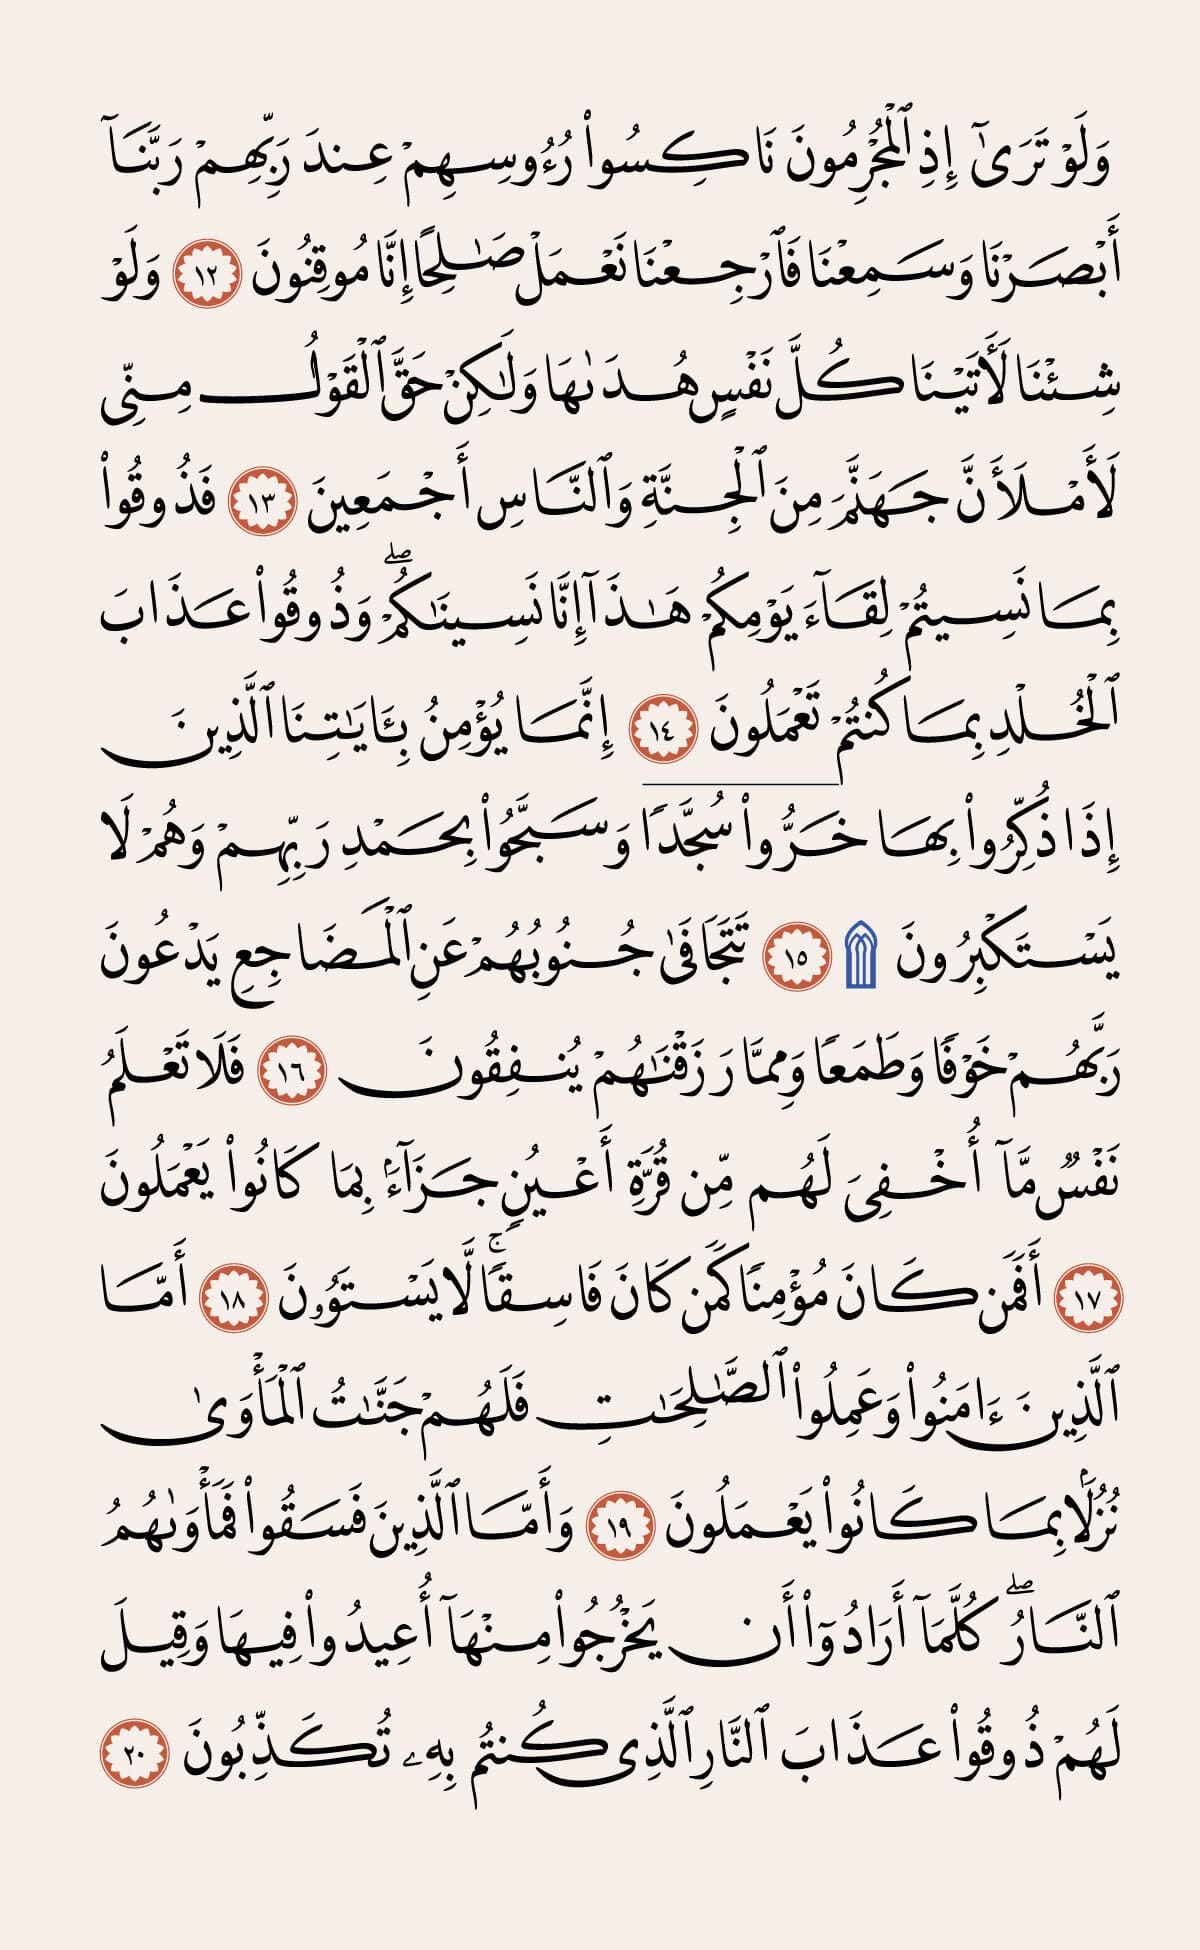 وَلَوۡ تَرَىٰٓ إِذِ ٱلۡمُجۡرِمُونَ نَاكِسُواْ رُءُوسِهِمۡ عِندَ رَبِّهِمۡ رَبَّنَآ
أَبۡصَرۡنَا وَسَمِعۡنَا فَٱرۡجِعۡنَا نَعۡمَلۡ صَٰلِحًا إِنَّا مُوقِنُونَ ١٢ وَلَوۡ
شِئۡنَا لَأٓتَيۡنَا كُلَّ نَفۡسٍ هُدَىٰهَا وَلَٰكِنۡ حَقَّ ٱلۡقَوۡلُ مِنِّي
لَأَمۡلَأَنَّ جَهَنَّمَ مِنَ ٱلۡجِنَّةِ وَٱلنَّاسِ أَجۡمَعِينَ ١٣ فَذُوقُواْ
بِمَا نَسِيتُمۡ لِقَآءَ يَوۡمِكُمۡ هَٰذَآ إِنَّا نَسِينَٰكُمۡۖ وَذُوقُواْ عَذَابَ
ٱلۡخُلۡدِ بِمَا كُنتُمۡ تَعۡمَلُونَ ١٤ إِنَّمَا يُؤۡمِنُ بِـَٔايَٰتِنَا ٱلَّذِينَ
إِذَا ذُكِّرُواْ بِهَا خَرُّواْ سُجَّدٗا وَسَبَّحُواْ بِحَمۡدِ رَبِّهِمۡ وَهُمۡ لَا
يَسۡتَكۡبِرُونَ ۩ ١٥ تَتَجَافَىٰ جُنُوبُهُمۡ عَنِ ٱلۡمَضَاجِعِ يَدۡعُونَ
رَبَّهُمۡ خَوۡفٗا وَطَمَعٗا وَمِمَّا رَزَقۡنَٰهُمۡ يُنفِقُونَ ١٦ فَلَا تَعۡلَمُ
نَفۡسٞ مَّآ أُخۡفِيَ لَهُم مِّن قُرَّةِ أَعۡيُنٖ جَزَآءَۢ بِمَا كَانُواْ يَعۡمَلُونَ
١٧ أَفَمَن كَانَ مُؤۡمِنٗا كَمَن كَانَ فَاسِقٗاۚ لَّا يَسۡتَوُۥنَ ١٨ أَمَّا
ٱلَّذِينَ ءَامَنُواْ وَعَمِلُواْ ٱلصَّٰلِحَٰتِ فَلَهُمۡ جَنَّٰتُ ٱلۡمَأۡوَىٰ
نُزُلَۢا بِمَا كَانُواْ يَعۡمَلُونَ ١٩ وَأَمَّا ٱلَّذِينَ فَسَقُواْ فَمَأۡوَىٰهُمُ
ٱلنَّارُۖ كُلَّمَآ أَرَادُوٓاْ أَن يَخۡرُجُواْ مِنۡهَآ أُعِيدُواْ فِيهَا وَقِيلَ
لَهُمۡ ذُوقُواْ عَذَابَ ٱلنَّارِ ٱلَّذِي كُنتُم بِهِۦ تُكَذِّبُونَ ٢٠